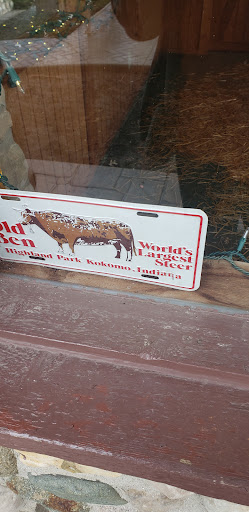 Old
Ben
World's
Largest
Steer
Highland Park Kokomo, Indiana